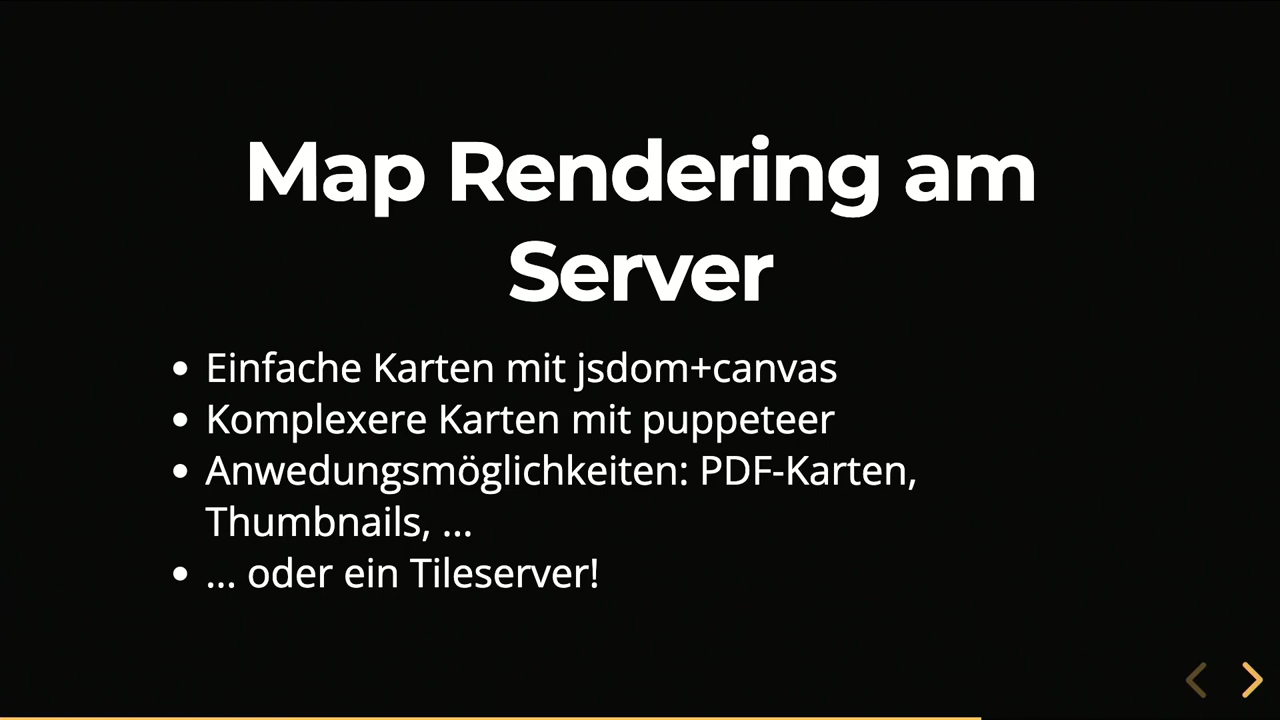 Map Rendering am
Server
• Einfache Karten mit jsdom+canvas
• Komplexere Karten mit puppeteer
• Anwedungsmöglichkeiten: PDF-Karten,
Thumbnails, ...
• ... oder ein Tileserver!